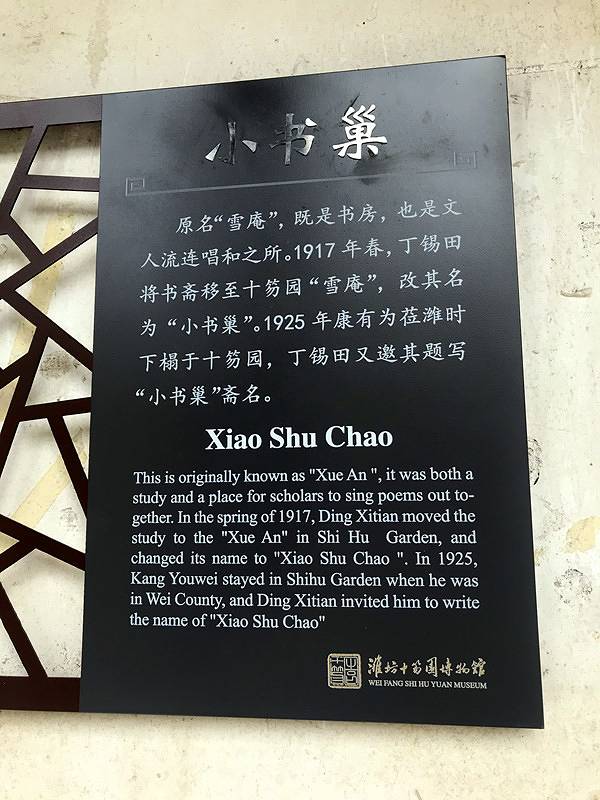 小书巢
原名“雪庵”，既是书房，也是文
人流连唱和之所。1917 年春，丁锡田
将书斋移至十笏园“雪庵”，改其名
为“小书巢”。1925 年康有为莅潍时
下榻于十笏园，丁锡田又邀其题写
“小书巢”斋名。
Xiao Shu Chao
This is originally known as "Xue An ", it was both a
study and a place for scholars to sing poems out to-
gether. In the spring of 1917, Ding Xitian moved the
study to the "Xue An" in Shi Hu Garden, and
changed its name to "Xiao Shu Chao ". In 1925,
Kang Youwei stayed in Shihu Garden when he was
in Wei County, and Ding Xitian invited him to write
the name of "Xiao Shu Chao"
潍坊十笏園博物館
WEI FANG SHI HU YUAN MUSEUM